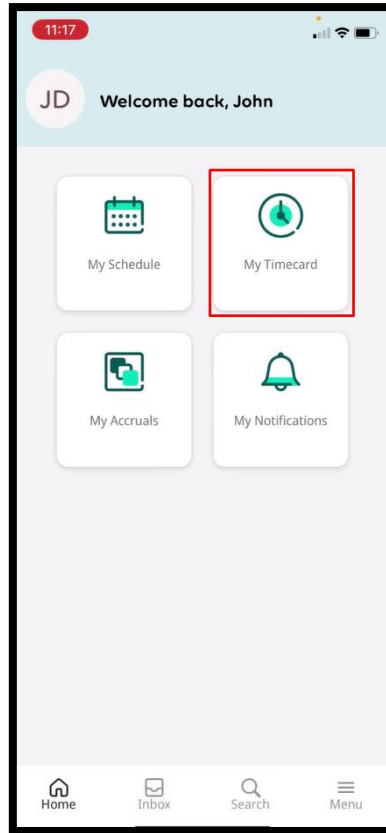 11:17
JD
Welcome back, John
My Schedule
My Timecard
My Accruals
My Notifications
Home
Inbox
Search
Menu